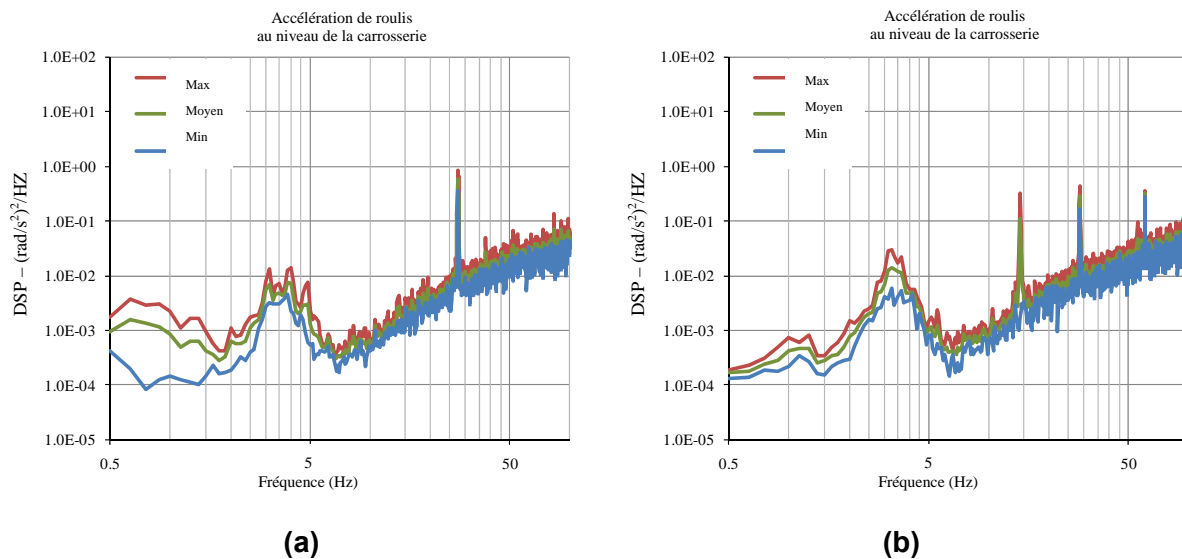 Accélération de roulis
au niveau de la carrosserie
1.0E+02
1.0E+01
1.0E+00
1.0E-01
1.0E-02
1.0E-03
1.0E-04
1.0E-05
Max
Moyen
Min
DSP – (rad/s²)²/HZ
0.5
5
50
Fréquence (Hz)
(a)
Accélération de roulis
au niveau de la carrosserie
1.0E+02
1.0E+01
1.0E+00
1.0E-01
1.0E-02
1.0E-03
1.0E-04
1.0E-05
Max
Moyen
Min
DSP – (rad/s²)²/HZ
0.5
5
50
Fréquence (Hz)
(b)